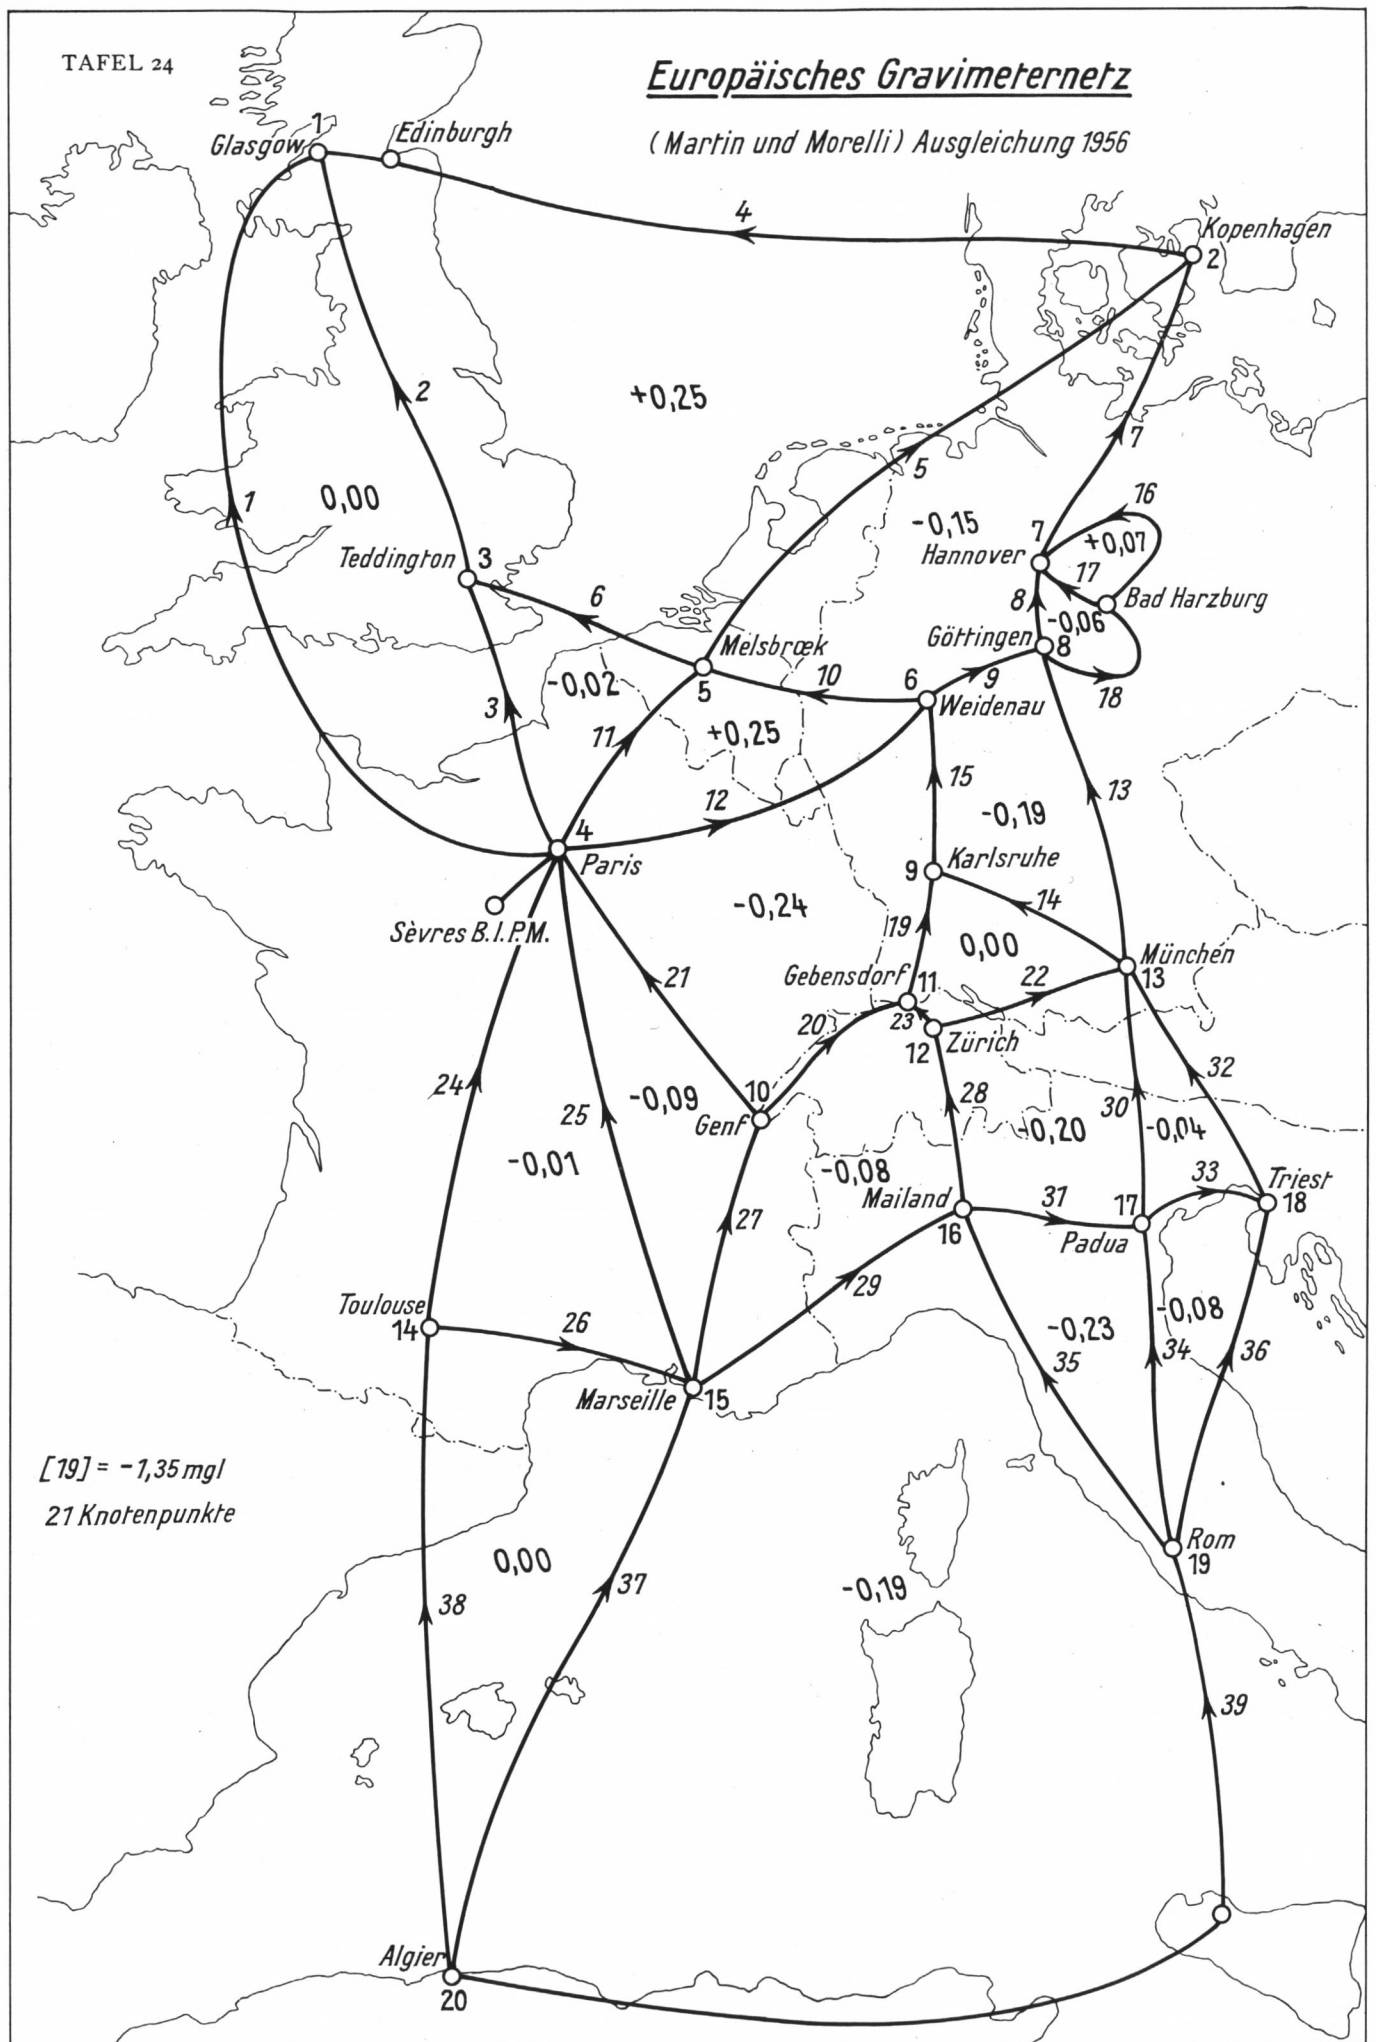 TAFEL 24
Europäisches Gravimeternetz
(Martin und Morelli) Ausgleichung 1956
1
Glasgow
Edinburgh
4
Kopenhagen
2
2
+0,25
1
0,00
5
7
-0,15
16
7
Hannover
+0,07
17
Teddington
3
6
8
Bad Harzburg
-0,06
Göttingen
8
Melsbrœk
5
10
6
9
18
Weidenau
-0,02
3
11
+0,25
15
13
12
-0,19
4
Paris
9
Karlsruhe
14
Sèvres B.I.P.M.
-0,24
19
0,00
München
13
21
Gebensdorf
11
22
20
23
12
Zürich
24
25
-0,09
10
Genf
28
30
32
-0,20
-0,04
-0,01
-0,08
33
Triest
18
Mailand
16
31
17
Padua
27
29
Toulouse
14
26
-0,23
-0,08
35
34
36
Marseille
15
[19] = -1,35 mgl
21 Knotenpunkte
0,00
37
38
-0,19
Rom
19
39
Algier
20